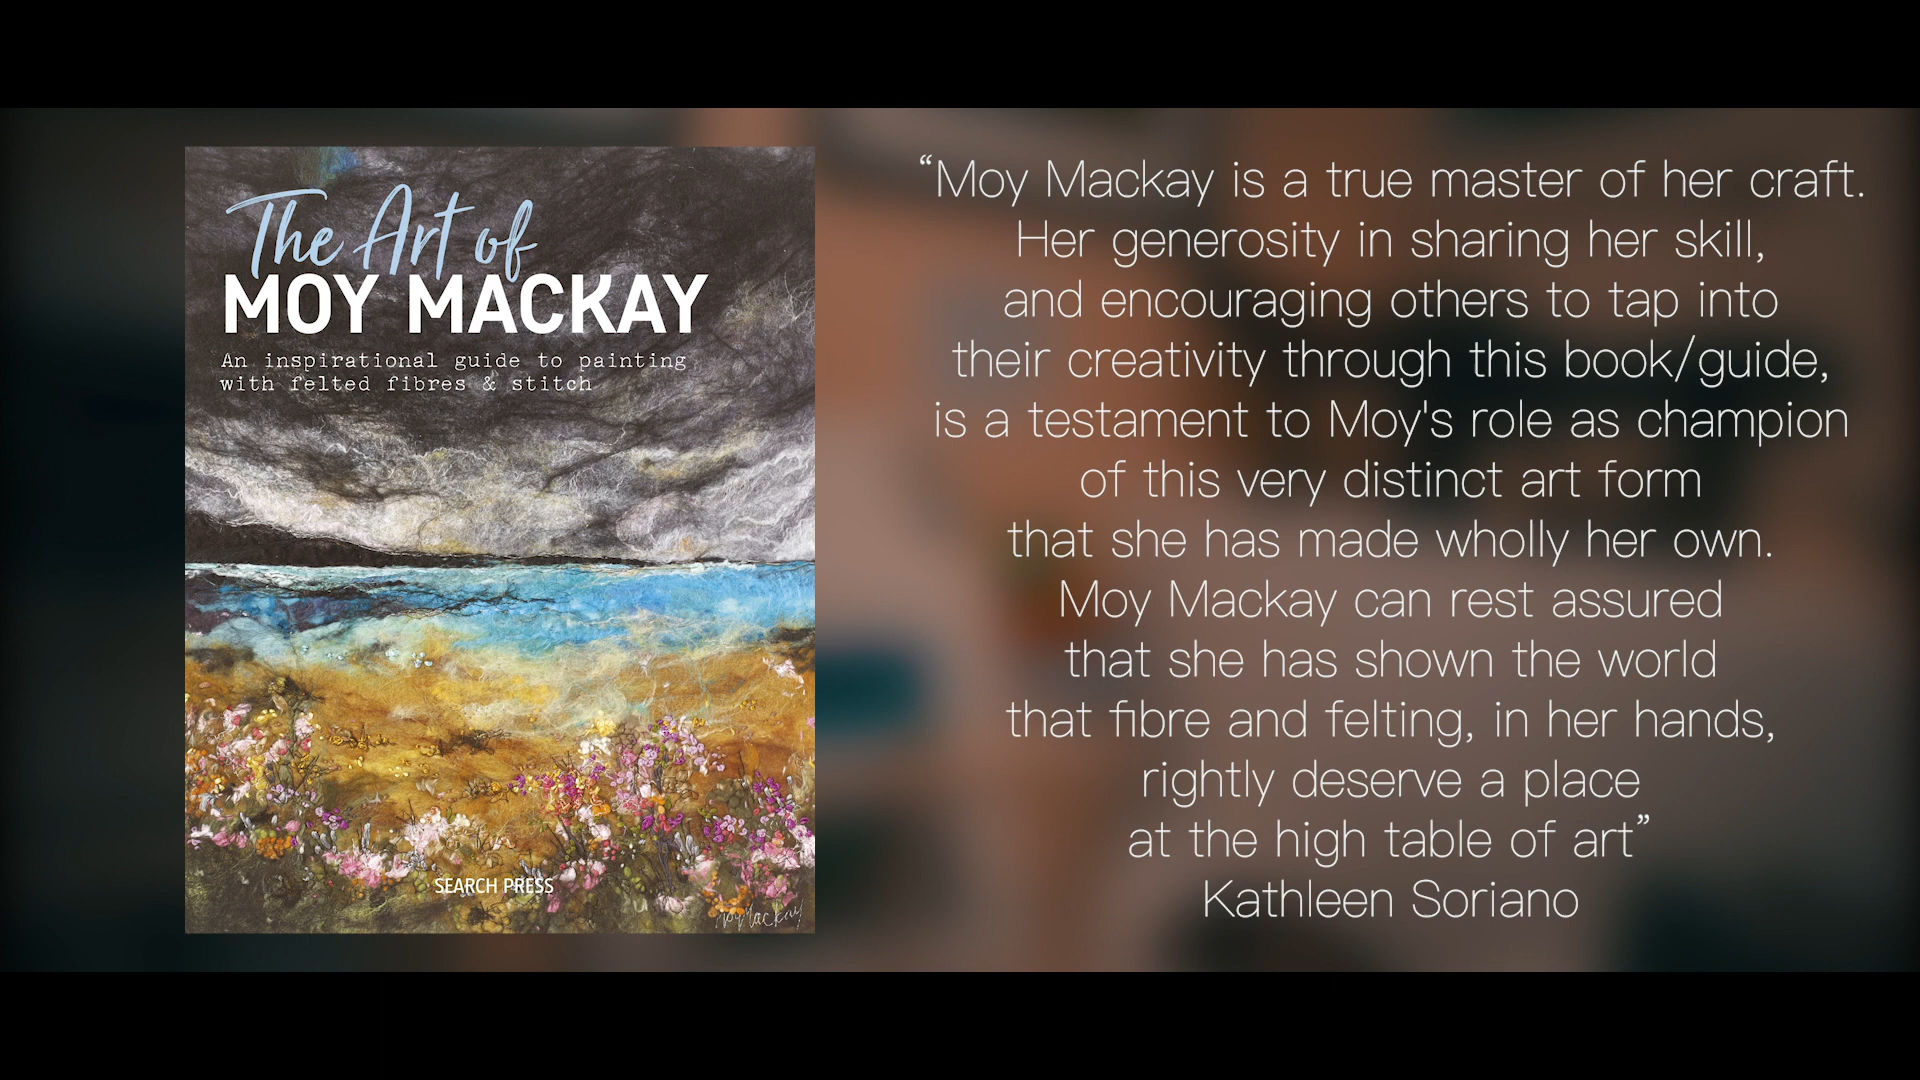 The Art of
MOY MACKAY
An inspirational guide to painting
with felted fibres & stitch
SEARCH PRESS
Moy Mackay
“Moy Mackay is a true master of her craft.
Her generosity in sharing her skill,
and encouraging others to tap into
their creativity through this book/guide,
is a testament to Moy's role as champion
of this very distinct art form
that she has made wholly her own.
Moy Mackay can rest assured
that she has shown the world
that fibre and felting, in her hands,
rightly deserve a place
at the high table of art”
Kathleen Soriano